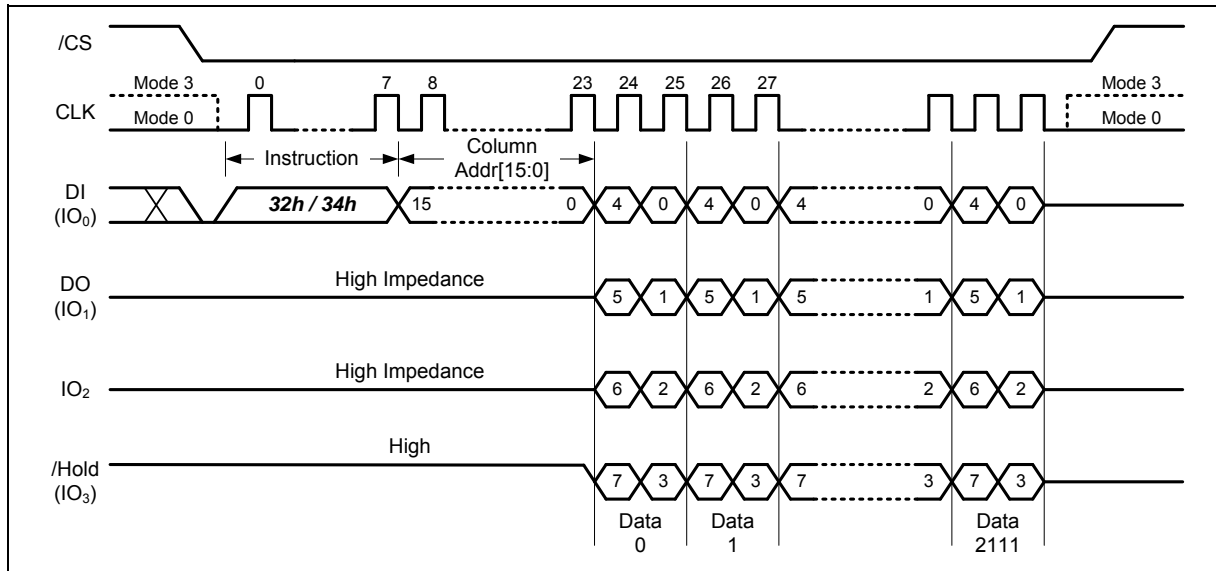 /CS
Mode 3 0 7 8 23 24 25 26 27 Mode 3
CLK
Mode 0 Mode 0
Instruction Column
Addr[15:0]
DI
(IO₀)
32h / 34h 15 0 4 0 4 0 4 0 4 0
High Impedance
DO
(IO₁)
5 1 5 1 5 1 5 1
High Impedance
IO₂ 6 2 6 2 6 2 6 2
High
/Hold
(IO₃)
7 3 7 3 7 3 7 3
Data Data Data
0 1 2111